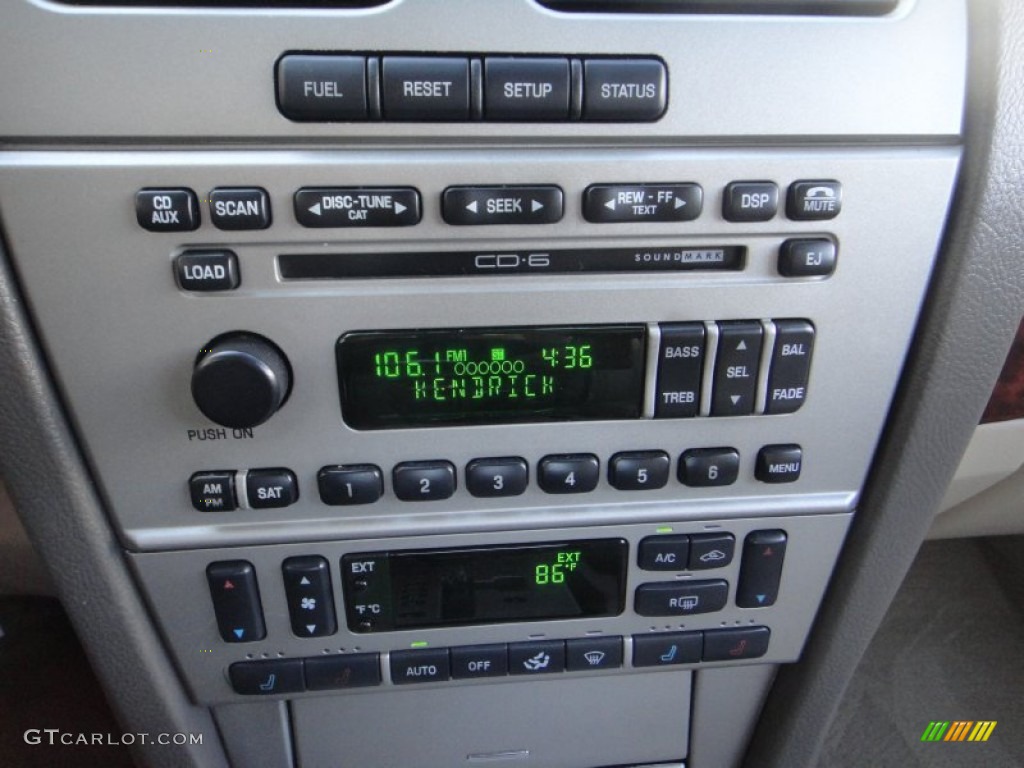 FUEL RESET SETUP STATUS
CD AUX SCAN DISC-TUNE CAT SEEK REW - FF TEXT DSP MUTE
LOAD CD·6 SOUNDMARK EJ
106.1 FM1 4:36
KENDRICK
BASS TREB SEL BAL FADE
PUSH ON
AM FM SAT 1 2 3 4 5 6 MENU
EXT EXT A/C
86°F
°F °C R
AUTO OFF
GTCARLOT.COM